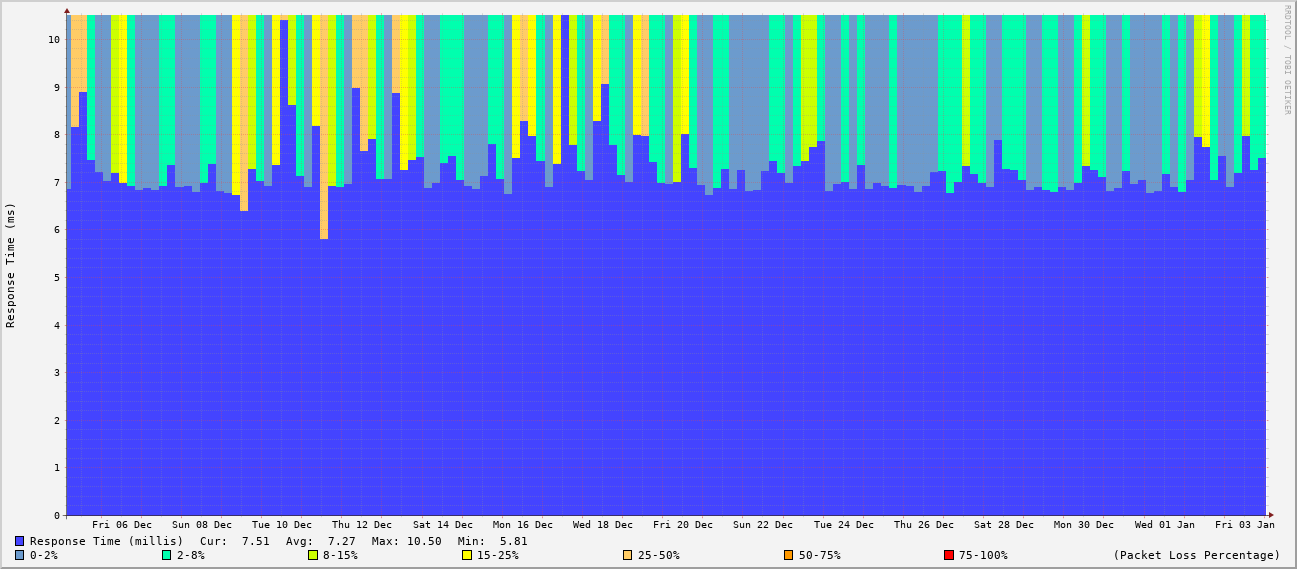 RRDTOOL / TOBI OETIKER
Response Time (ms)
10
9
8
7
6
5
4
3
2
1
0
Fri 06 Dec Sun 08 Dec Tue 10 Dec Thu 12 Dec Sat 14 Dec Mon 16 Dec Wed 18 Dec Fri 20 Dec Sun 22 Dec Tue 24 Dec Thu 26 Dec Sat 28 Dec Mon 30 Dec Wed 01 Jan Fri 03 Jan
Response Time (millis) Cur: 7.51 Avg: 7.27 Max: 10.50 Min: 5.81
0-2% 2-8% 8-15% 15-25% 25-50% 50-75% 75-100% (Packet Loss Percentage)